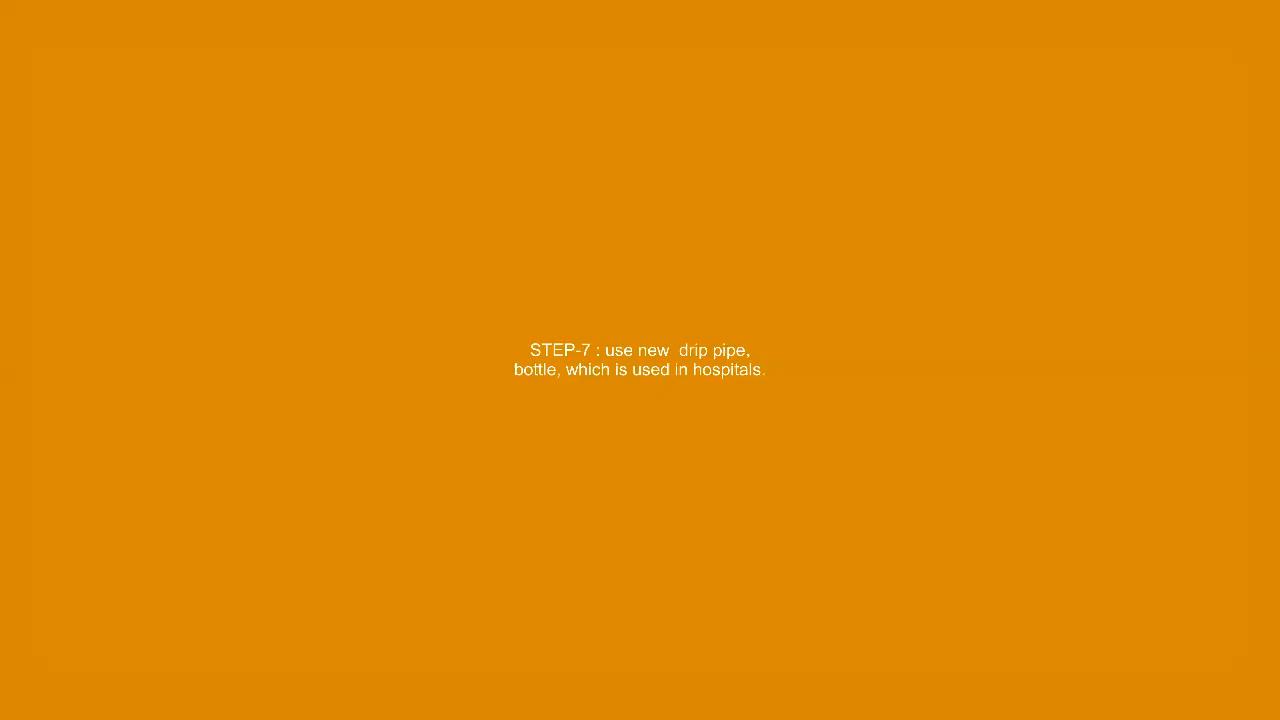 STEP-7 : use new  drip pipe,
bottle, which is used in hospitals.